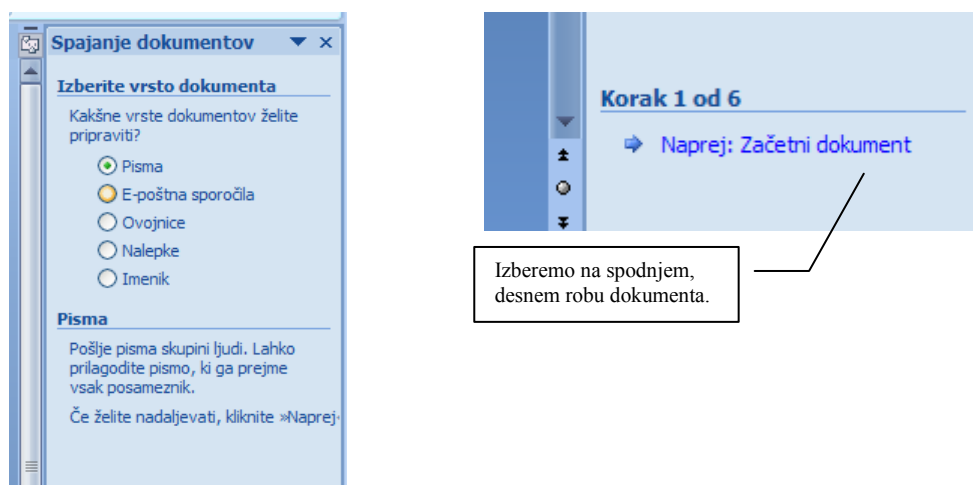 Spajanje dokumentov
Izberite vrsto dokumenta
Kakšne vrste dokumentov želite
pripraviti?
Pisma
E-poštna sporočila
Ovojnice
Nalepke
Imenik
Pisma
Pošlje pisma skupini ljudi. Lahko
prilagodite pismo, ki ga prejme
vsak posameznik.
Če želite nadaljevati, kliknite »Naprej
Korak 1 od 6
Naprej: Začetni dokument
Izberemo na spodnjem,
desnem robu dokumenta.